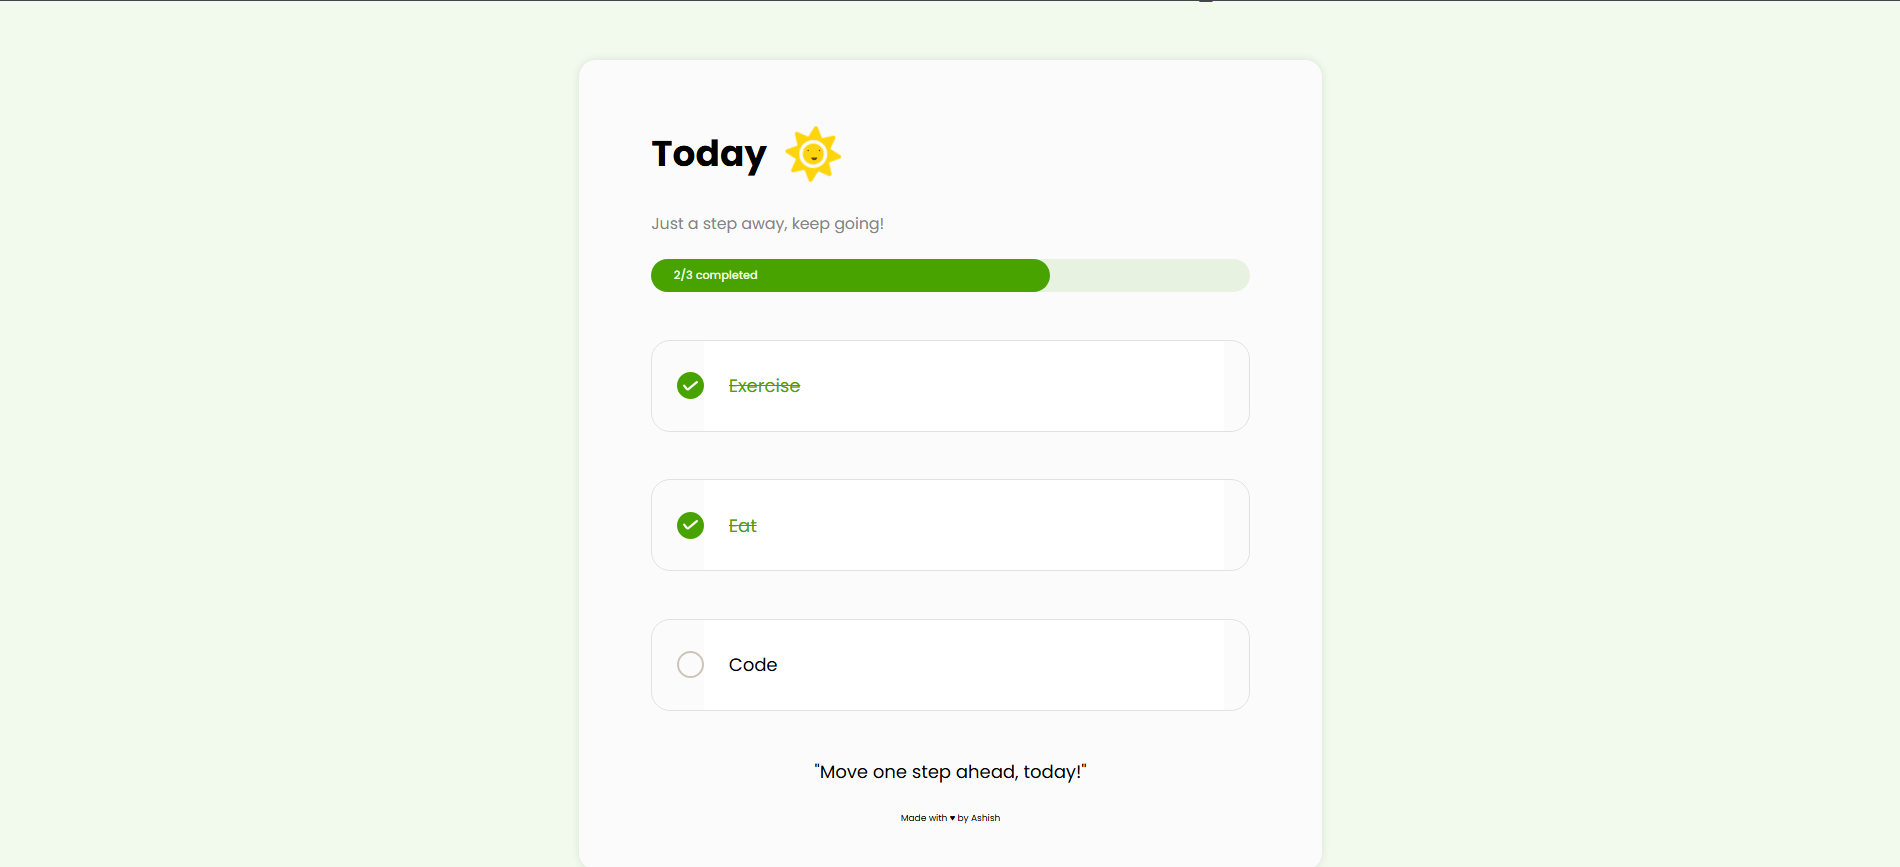 Today
Just a step away, keep going!
2/3 completed
Exercise
Eat
Code
"Move one step ahead, today!"
Made with ♥ by Ashish